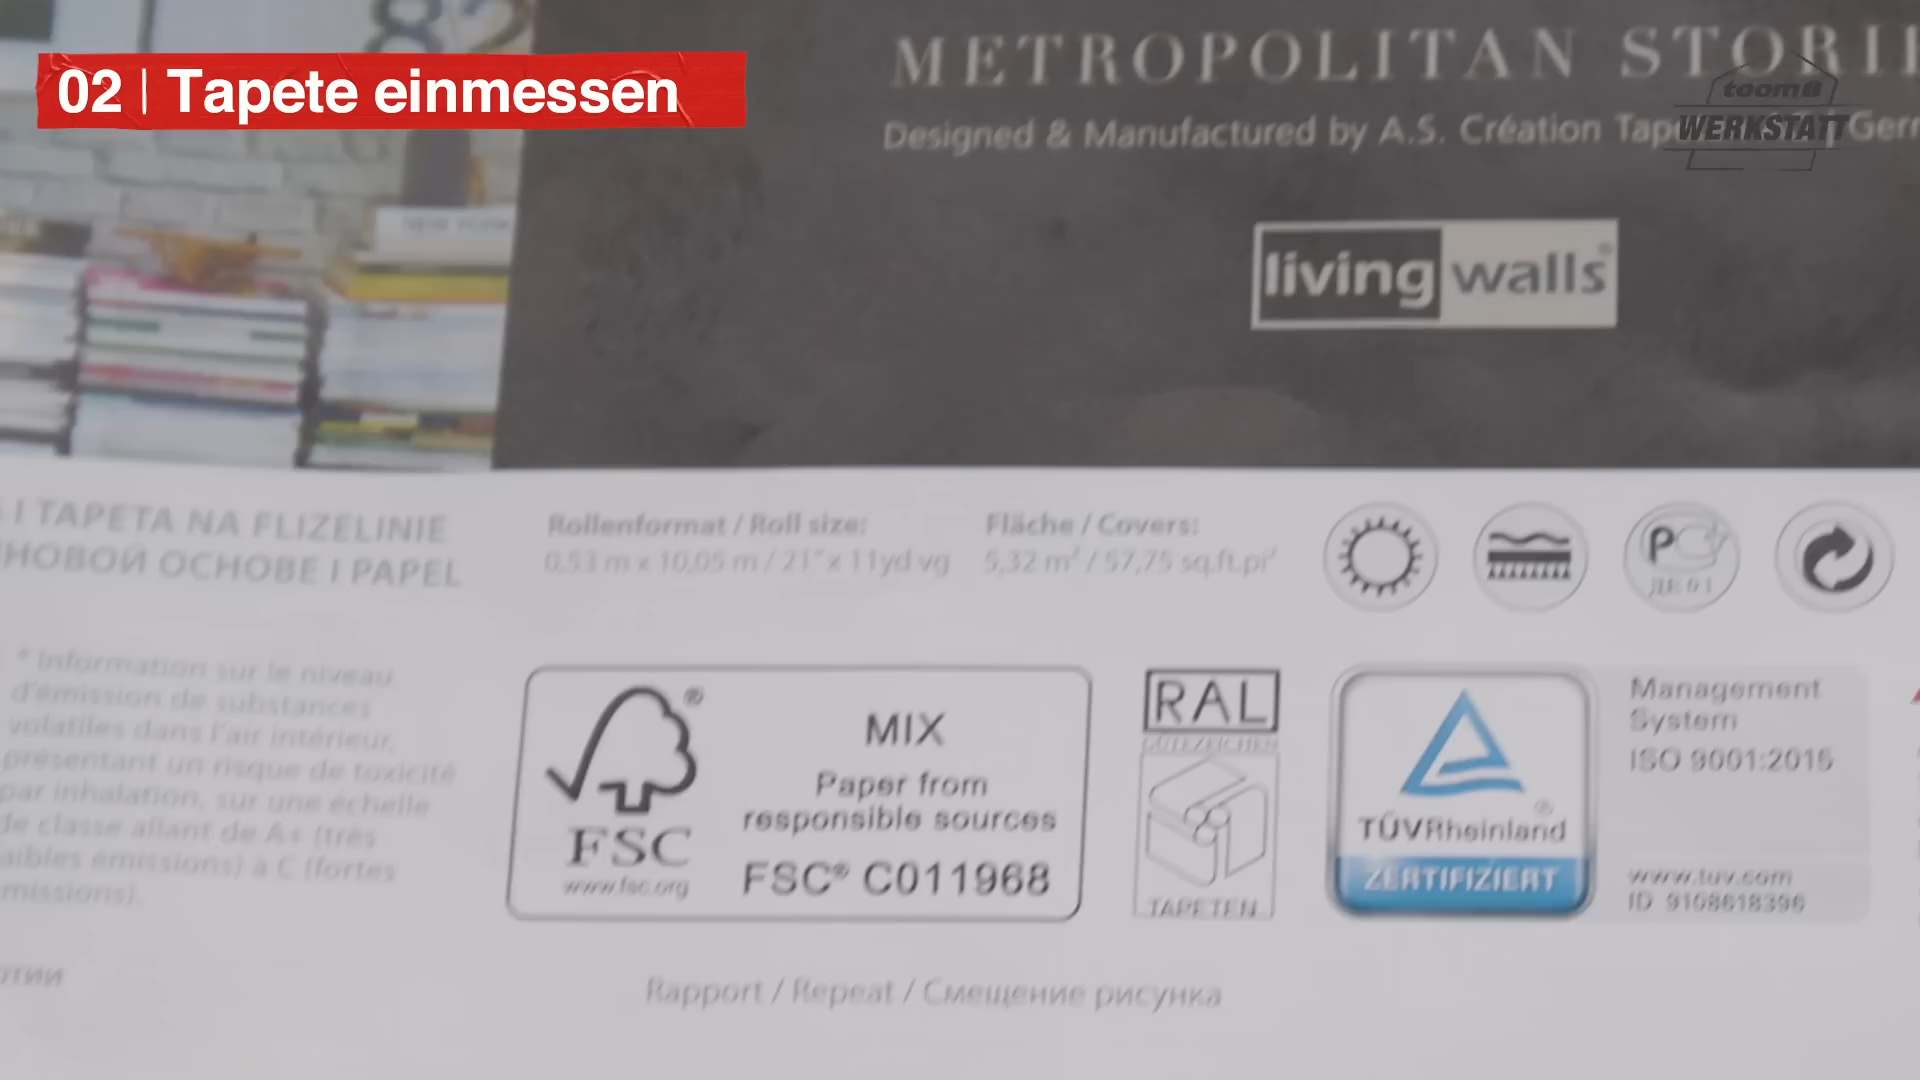 02 | Tapete einmessen
METROPOLITAN STORI
Designed & Manufactured by A.S. Création
toom
WERKSTATT
living walls®
I TAPETA NA FLIZELINIE
НОВОЙ ОСНОВЕ I PAPEL
Rollenformat / Roll size:
0,53 m x 10,05 m / 21" x 11yd vg
Fläche / Covers:
5,32 m² / 57,75 sq.ft.pi²
* Information sur le niveau
d'émission de substances
volatiles dans l'air intérieur,
présentant un risque de toxicité
par inhalation, sur une échelle
de classe allant de A+ (très
aibles émissions) à C (fortes
missions).
FSC
www.fsc.org
MIX
Paper from
responsible sources
FSC® C011968
RAL
GÜTEZEICHEN
TAPETEN
TÜVRheinland
ZERTIFIZIERT
Management
System
ISO 9001:2015
www.tuv.com
ID 9108618396
Rapport / Repeat / Смещение рисунка